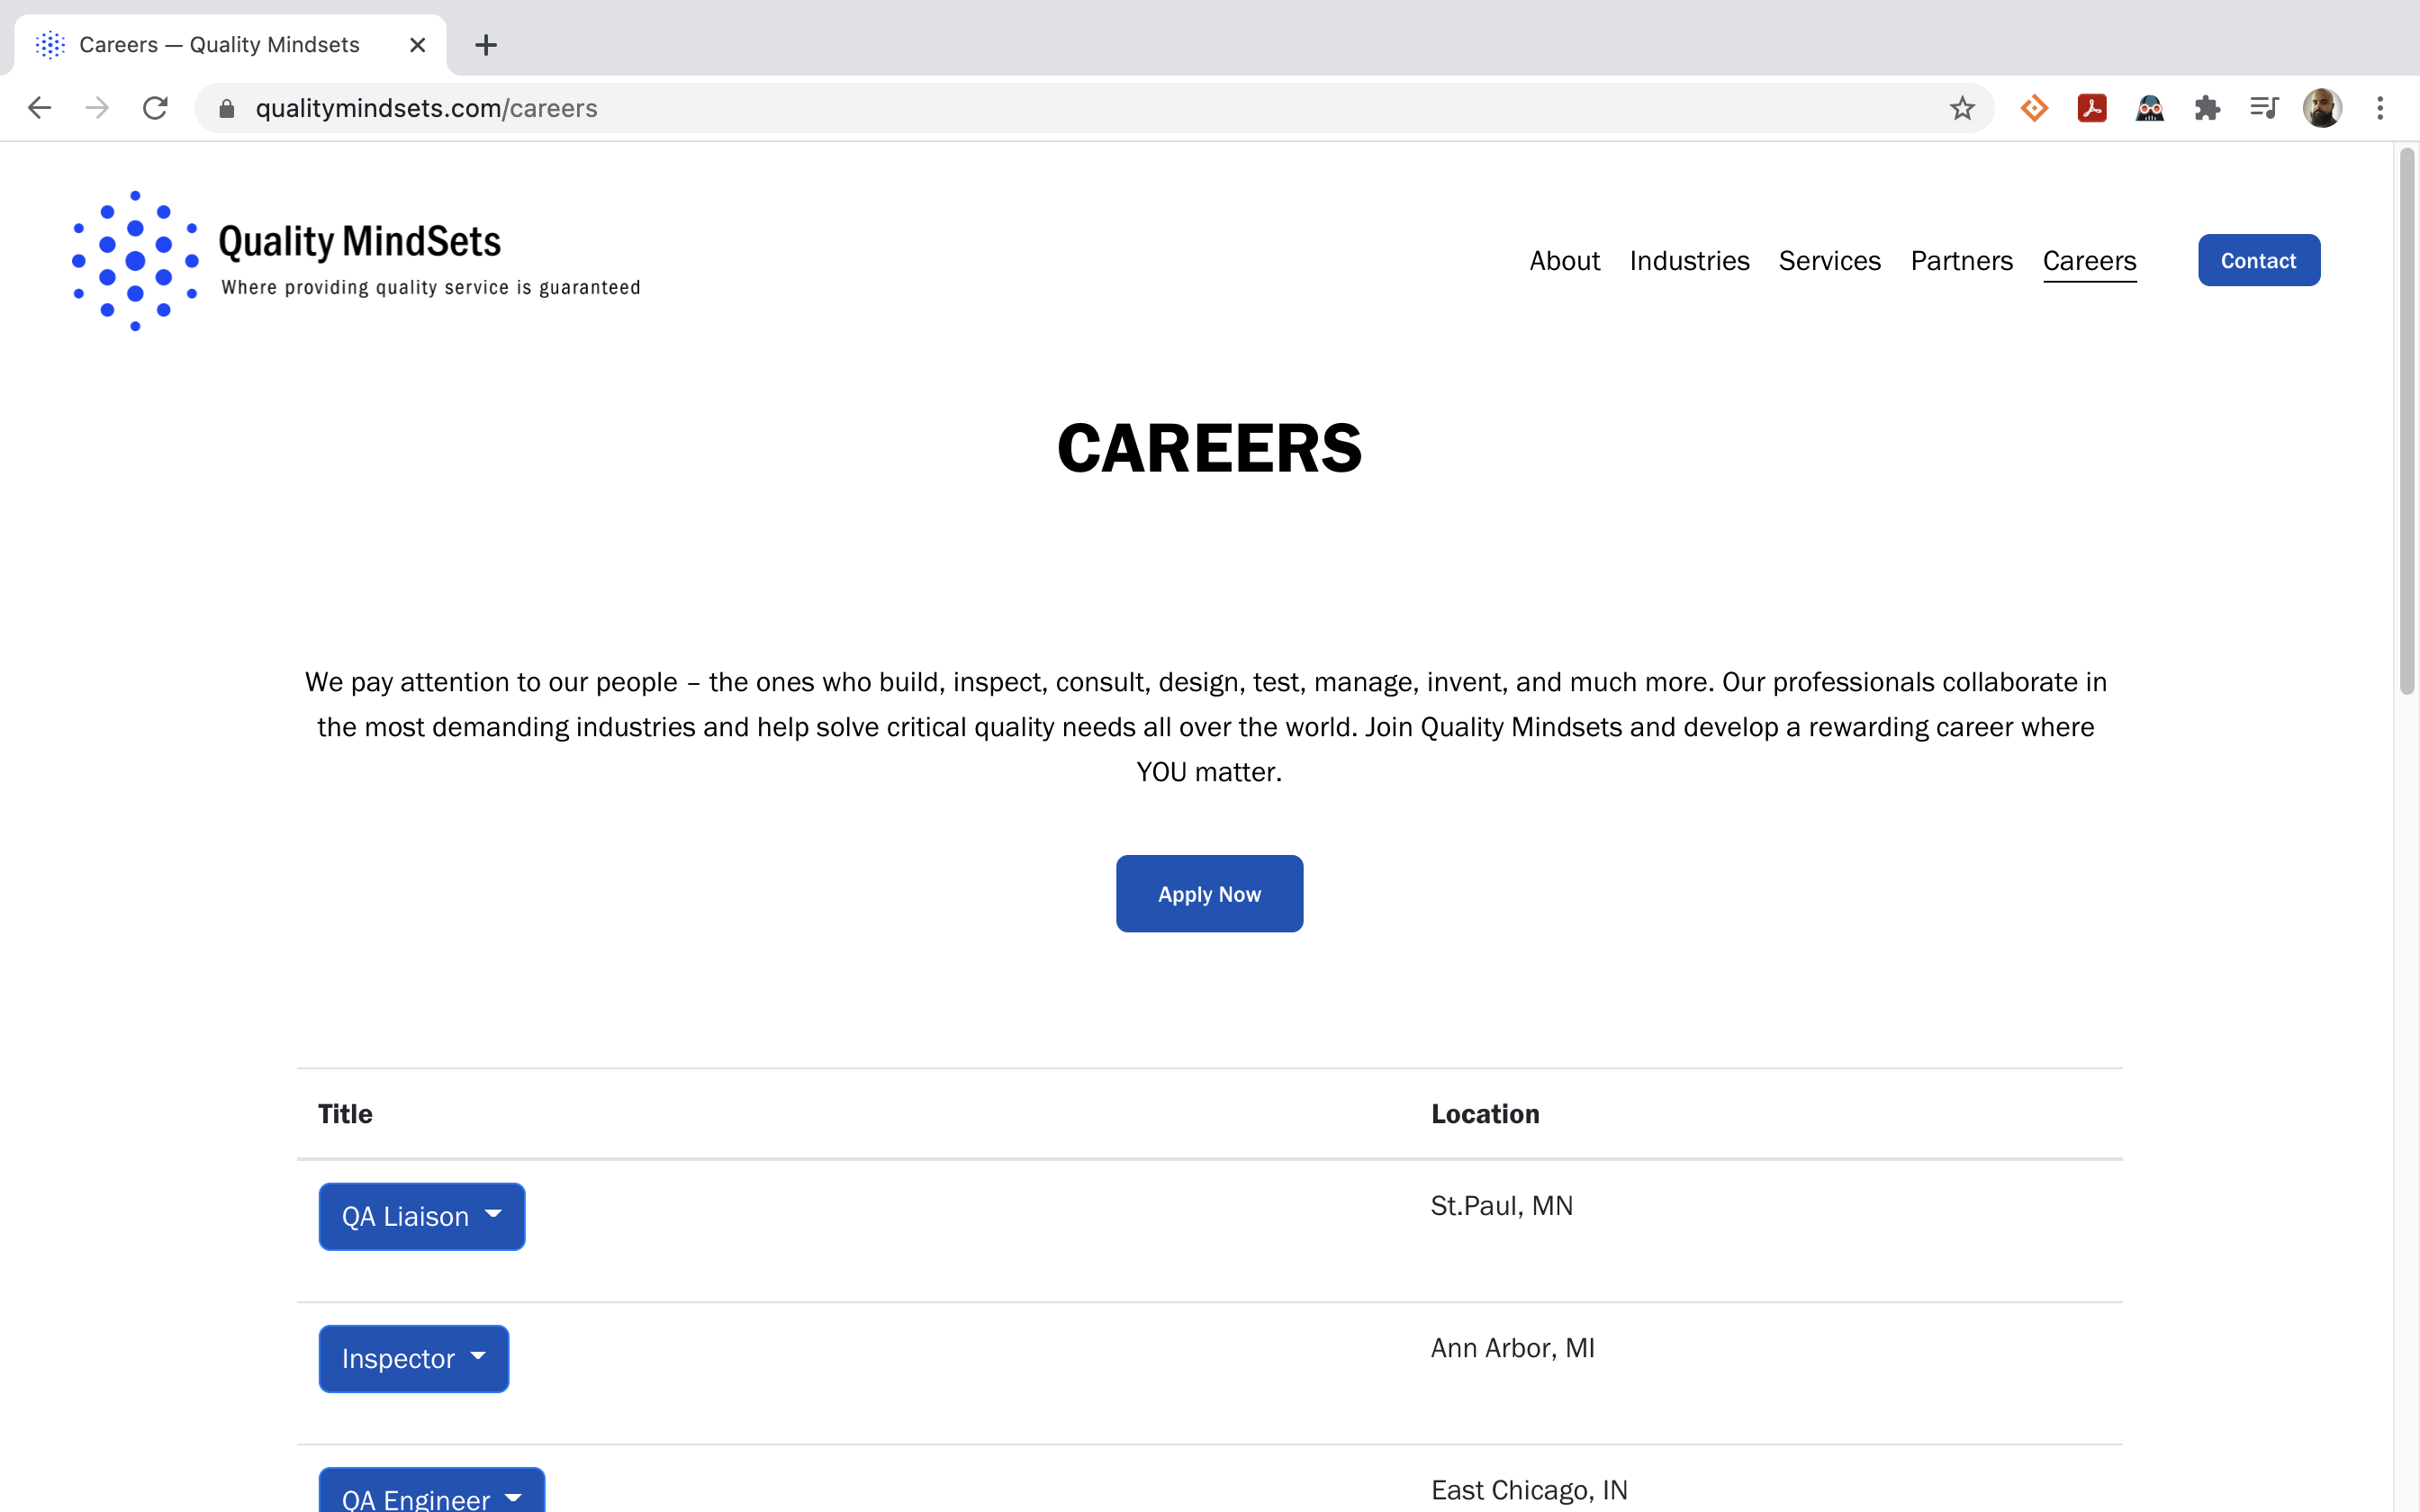 Careers — Quality Mindsets
qualitymindsets.com/careers
Quality MindSets
Where providing quality service is guaranteed
About Industries Services Partners Careers Contact
CAREERS
We pay attention to our people – the ones who build, inspect, consult, design, test, manage, invent, and much more. Our professionals collaborate in
the most demanding industries and help solve critical quality needs all over the world. Join Quality Mindsets and develop a rewarding career where
YOU matter.
Apply Now
Title Location
QA Liaison St.Paul, MN
Inspector Ann Arbor, MI
QA Engineer East Chicago, IN